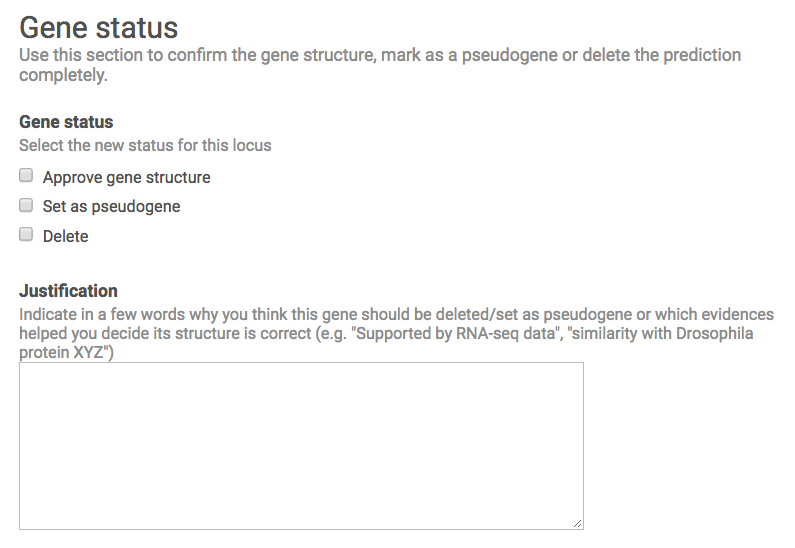 Gene status
Use this section to confirm the gene structure, mark as a pseudogene or delete the prediction
completely.
Gene status
Select the new status for this locus
Approve gene structure
Set as pseudogene
Delete
Justification
Indicate in a few words why you think this gene should be deleted/set as pseudogene or which evidences
helped you decide its structure is correct (e.g. "Supported by RNA-seq data", "similarity with Drosophila
protein XYZ")